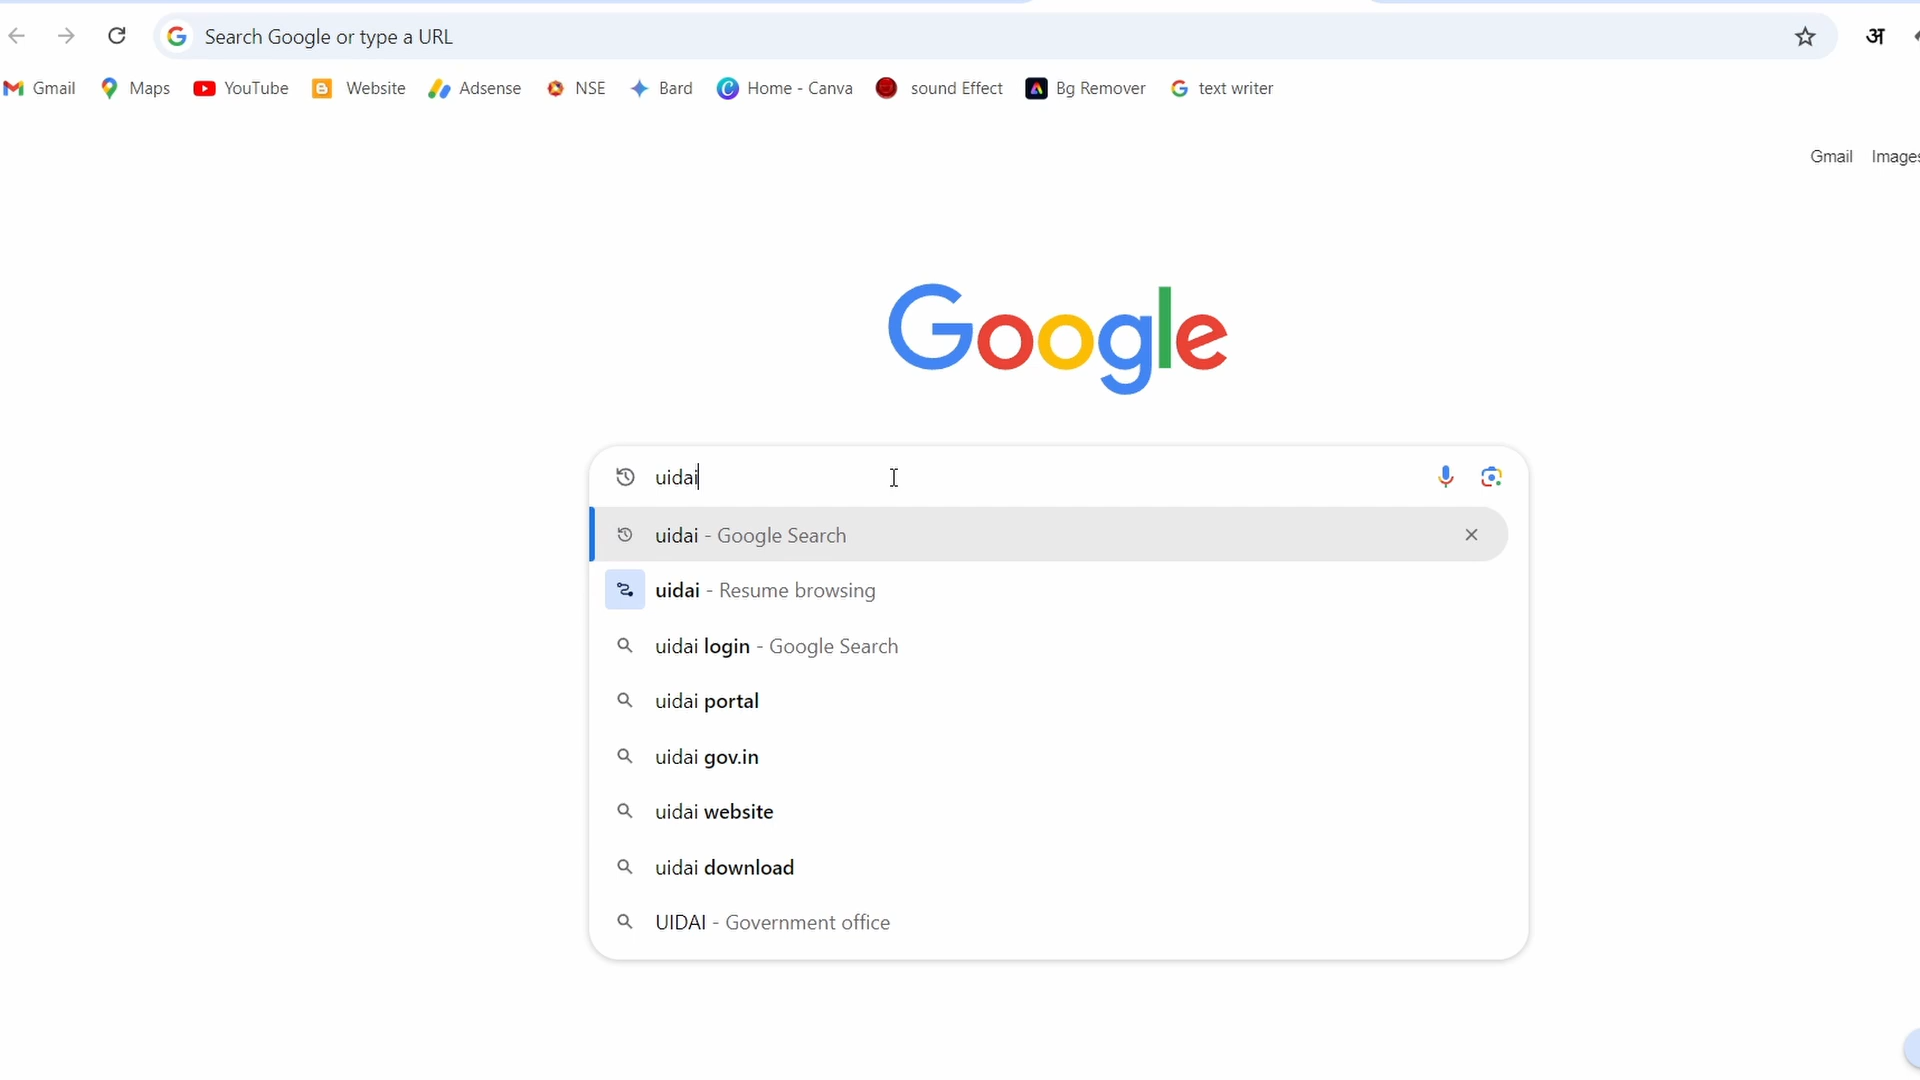 Search Google or type a URL
अ
Gmail Maps YouTube Website Adsense NSE Bard Home - Canva sound Effect Bg Remover text writer
Gmail Images
Google
uidai
uidai - Google Search
uidai - Resume browsing
uidai login - Google Search
uidai portal
uidai gov.in
uidai website
uidai download
UIDAI - Government office